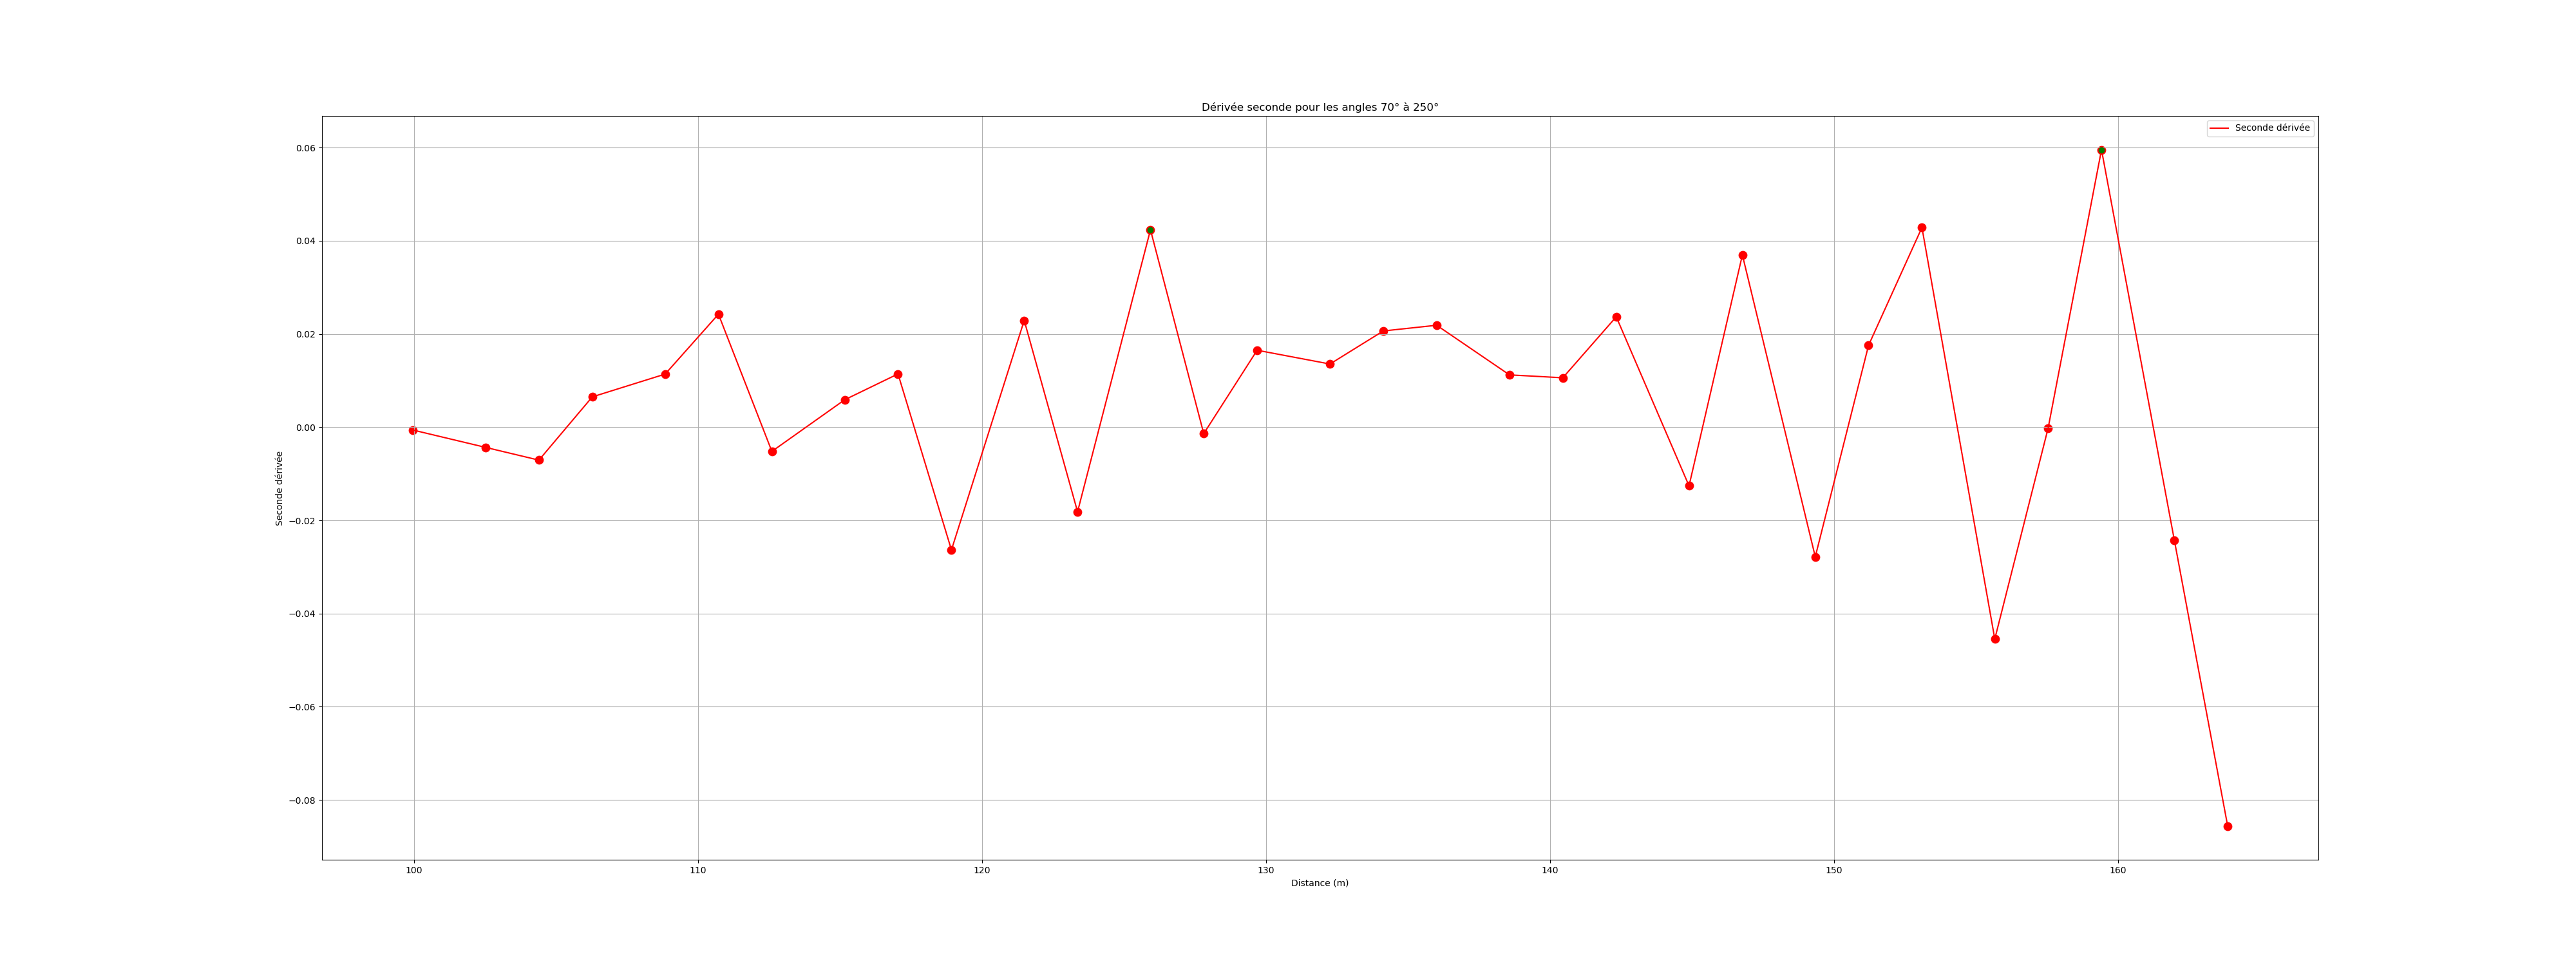 Dérivée seconde pour les angles 70° à 250°
Seconde dérivée
0.06
0.04
0.02
0.00
−0.02
−0.04
−0.06
−0.08
Seconde dérivée
100 110 120 130 140 150 160
Distance (m)